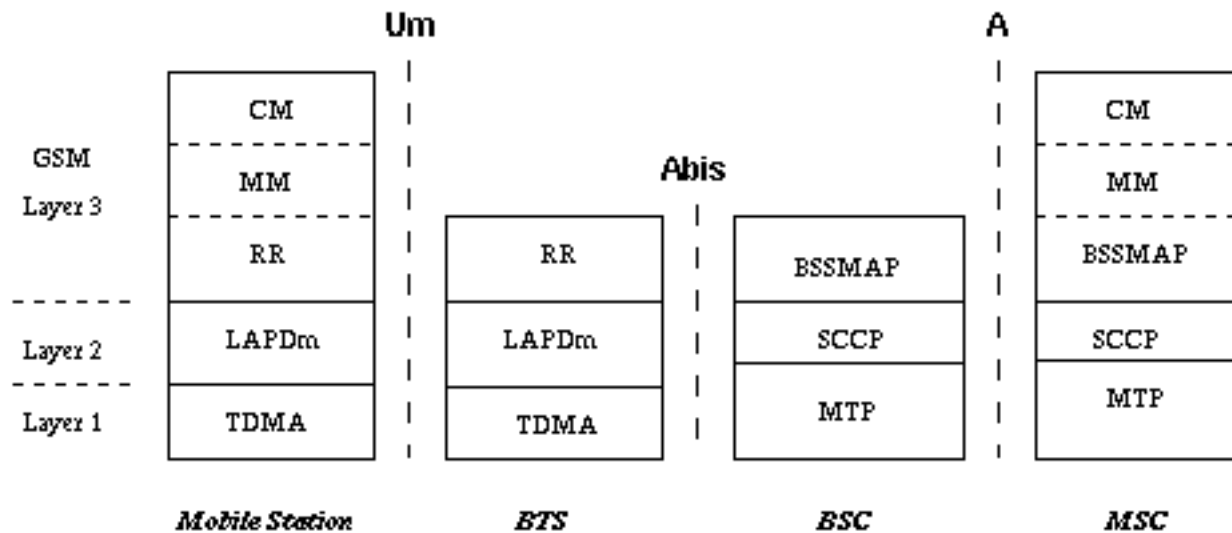 Um
A
CM
CM
GSM
Abis
MM
MM
Layer 3
RR
RR
BSSMAP
BSSMAP
LAPDm
LAPDm
SCCP
SCCP
Layer 2
MTP
MTP
Layer 1
TDMA
TDMA
Mobile Station
BTS
BSC
MSC